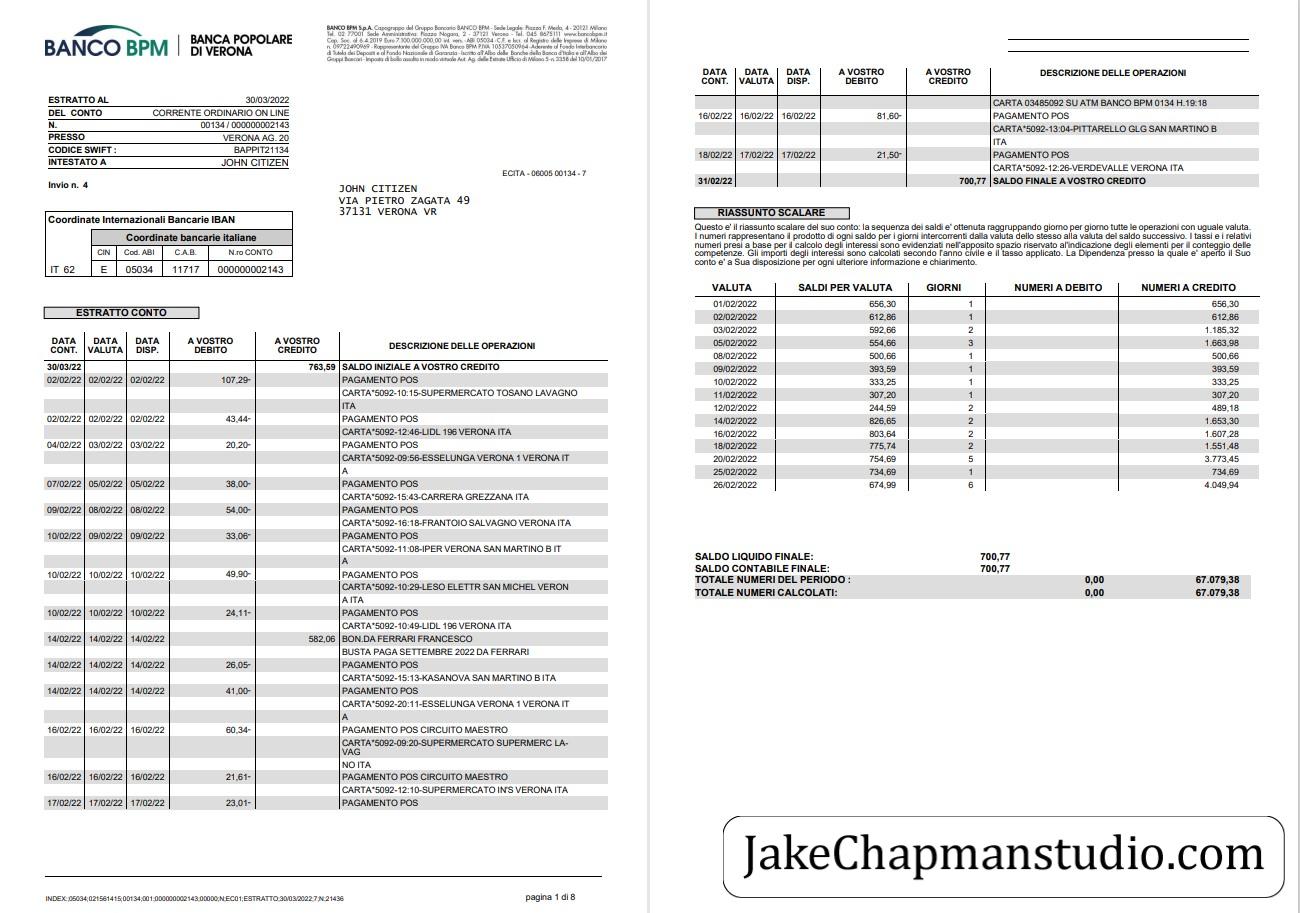 BANCO BPM | BANCA POPOLARE
DI VERONA
BANCO BPM S.p.A. Capogruppo del Gruppo Bancario BANCO BPM - Sede Legale: Piazza F. Meda, 4 - 20121 Milano
Tel. 02 77001 Sede Amministrativa: Piazza Nogara, 2 - 37121 Verona - Tel. 045 8675111 www.bancobpm.it
Cap. Soc. al 6.4.2019 Euro 7.100.000.000,00 int. vers. - ABI 05034 - C.F. e Iscr. al Registro delle Imprese di Milano
n. 09722490969 - Rappresentante del Gruppo IVA Banco BPM P.IVA 10537050964 - Aderente al Fondo Interbancario
di Tutela dei Depositi e al Fondo Nazionale di Garanzia - Iscritto all'Albo delle Banche della Banca d'Italia e all'Albo dei
Gruppi Bancari - Imposta di bollo assolta in modo virtuale Aut. Ag. delle Entrate Ufficio di Milano 5 - n. 3358 del 10/01/2017
ESTRATTO AL 30/03/2022
DEL CONTO CORRENTE ORDINARIO ON LINE
N. 00134 / 000000002143
PRESSO VERONA AG. 20
CODICE SWIFT : BAPPIT21134
INTESTATO A JOHN CITIZEN
Invio n. 4
ECITA - 06005 00134 - 7
JOHN CITIZEN
VIA PIETRO ZAGATA 49
37131 VERONA VR
Coordinate Internazionali Bancarie IBAN
Coordinate bancarie italiane
CIN Cod. ABI C.A.B. N.ro CONTO
IT 62 E 05034 11717 000000002143
ESTRATTO CONTO
DATA CONT. DATA VALUTA DATA DISP. A VOSTRO DEBITO A VOSTRO CREDITO DESCRIZIONE DELLE OPERAZIONI
30/03/22 763,59 SALDO INIZIALE A VOSTRO CREDITO
02/02/22 02/02/22 02/02/22 107,29- PAGAMENTO POS
CARTA*5092-10:15-SUPERMERCATO TOSANO LAVAGNO
ITA
02/02/22 02/02/22 02/02/22 43,44- PAGAMENTO POS
CARTA*5092-12:46-LIDL 196 VERONA ITA
04/02/22 03/02/22 03/02/22 20,20- PAGAMENTO POS
CARTA*5092-09:56-ESSELUNGA VERONA 1 VERONA IT
A
07/02/22 05/02/22 05/02/22 38,00- PAGAMENTO POS
CARTA*5092-15:43-CARRERA GREZZANA ITA
09/02/22 08/02/22 08/02/22 54,00- PAGAMENTO POS
CARTA*5092-16:18-FRANTOIO SALVAGNO VERONA ITA
10/02/22 09/02/22 09/02/22 33,06- PAGAMENTO POS
CARTA*5092-11:08-IPER VERONA SAN MARTINO B IT
A
10/02/22 10/02/22 10/02/22 49,90- PAGAMENTO POS
CARTA*5092-10:29-LESO ELETTR SAN MICHEL VERON
A ITA
10/02/22 10/02/22 10/02/22 24,11- PAGAMENTO POS
CARTA*5092-10:49-LIDL 196 VERONA ITA
14/02/22 14/02/22 14/02/22 582,06 BON.DA FERRARI FRANCESCO
BUSTA PAGA SETTEMBRE 2022 DA FERRARI
14/02/22 14/02/22 14/02/22 26,05- PAGAMENTO POS
CARTA*5092-15:13-KASANOVA SAN MARTINO B ITA
14/02/22 14/02/22 14/02/22 41,00- PAGAMENTO POS
CARTA*5092-20:11-ESSELUNGA VERONA 1 VERONA IT
A
16/02/22 16/02/22 16/02/22 60,34- PAGAMENTO POS CIRCUITO MAESTRO
CARTA*5092-09:20-SUPERMERCATO SUPERMERC LA-
VAG
NO ITA
16/02/22 16/02/22 16/02/22 21,61- PAGAMENTO POS CIRCUITO MAESTRO
CARTA*5092-12:10-SUPERMERCATO IN'S VERONA ITA
17/02/22 17/02/22 17/02/22 23,01- PAGAMENTO POS
INDEX:;05034;021561415;00134;001;000000002143;00000;N;EC01;ESTRATTO;30/03/2022;7;N;21436
pagina 1 di 8
DATA CONT. DATA VALUTA DATA DISP. A VOSTRO DEBITO A VOSTRO CREDITO DESCRIZIONE DELLE OPERAZIONI
CARTA 03485092 SU ATM BANCO BPM 0134 H.19:18
16/02/22 16/02/22 16/02/22 81,60- PAGAMENTO POS
CARTA*5092-13:04-PITTARELLO GLG SAN MARTINO B
ITA
18/02/22 17/02/22 17/02/22 21,50- PAGAMENTO POS
CARTA*5092-12:26-VERDEVALLE VERONA ITA
31/02/22 700,77 SALDO FINALE A VOSTRO CREDITO
RIASSUNTO SCALARE
Questo e' il riassunto scalare del suo conto: la sequenza dei saldi e' ottenuta raggruppando giorno per giorno tutte le operazioni con uguale valuta.
I numeri rappresentano il prodotto di ogni saldo per i giorni intercorrenti dalla valuta dello stesso alla valuta del saldo successivo. I tassi e i relativi
numeri presi a base per il calcolo degli interessi sono evidenziati nell'apposito spazio riservato al'indicazione degli elementi per il conteggio delle
competenze. Gli importi degli interessi sono calcolati secondo l'anno civile e il tasso applicato. La Dipendenza presso la quale e' aperto il Suo
conto e' a Sua disposizione per ogni ulteriore informazione e chiarimento.
VALUTA SALDI PER VALUTA GIORNI NUMERI A DEBITO NUMERI A CREDITO
01/02/2022 656,30 1 656,30
02/02/2022 612,86 1 612,86
03/02/2022 592,66 2 1.185,32
05/02/2022 554,66 3 1.663,98
08/02/2022 500,66 1 500,66
09/02/2022 393,59 1 393,59
10/02/2022 333,25 1 333,25
11/02/2022 307,20 1 307,20
12/02/2022 244,59 2 489,18
14/02/2022 826,65 2 1.653,30
16/02/2022 803,64 2 1.607,28
18/02/2022 775,74 2 1.551,48
20/02/2022 754,69 5 3.773,45
25/02/2022 734,69 1 734,69
26/02/2022 674,99 6 4.049,94
SALDO LIQUIDO FINALE: 700,77
SALDO CONTABILE FINALE: 700,77
TOTALE NUMERI DEL PERIODO : 0,00 67.079,38
TOTALE NUMERI CALCOLATI: 0,00 67.079,38
JakeChapmanstudio.com